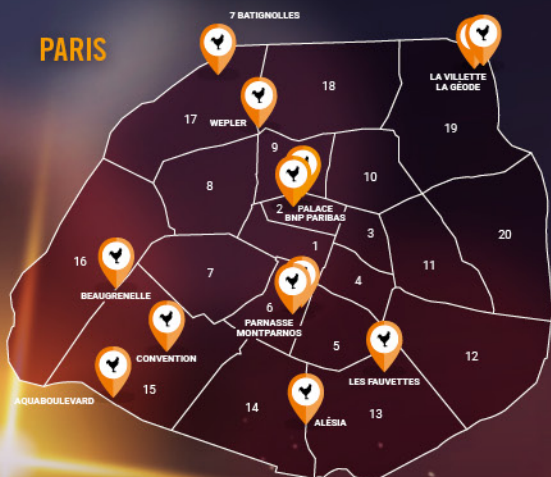 7 BATIGNOLLES
PARIS
LA VILLETTE
LA GÉODE
18
17
WEPLER
19
9
10
8
2
PALACE
BNP PARIBAS
3
20
1
16
11
7
4
BEAUGRENELLE
6
PARNASSE
MONTPARNOS
5
CONVENTION
12
LES FAUVETTES
15
AQUABOULEVARD
14
13
ALÉSIA